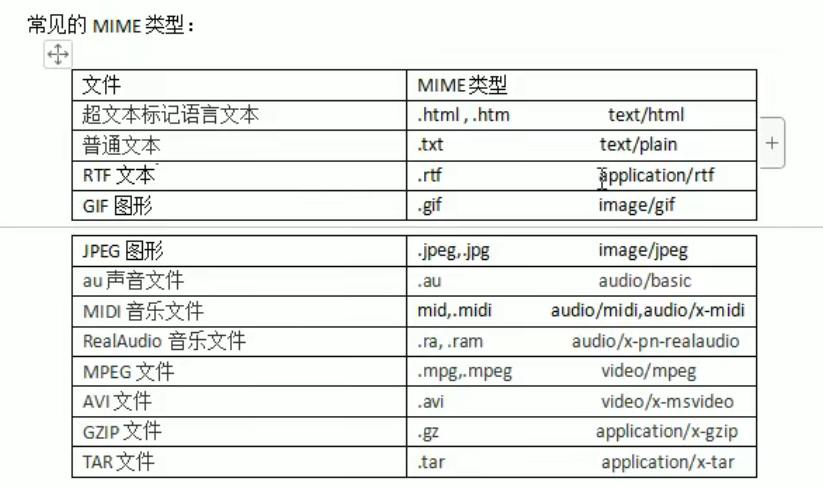 常见的 MIME 类型：
文件 MIME类型
超文本标记语言文本 .html , .htm text/html
普通文本 .txt text/plain
RTF 文本 .rtf application/rtf
GIF 图形 .gif image/gif
JPEG 图形 .jpeg,.jpg image/jpeg
au 声音文件 .au audio/basic
MIDI 音乐文件 mid,.midi audio/midi,audio/x-midi
RealAudio 音乐文件 .ra, .ram audio/x-pn-realaudio
MPEG 文件 .mpg,.mpeg video/mpeg
AVI 文件 .avi video/x-msvideo
GZIP 文件 .gz application/x-gzip
TAR 文件 .tar application/x-tar